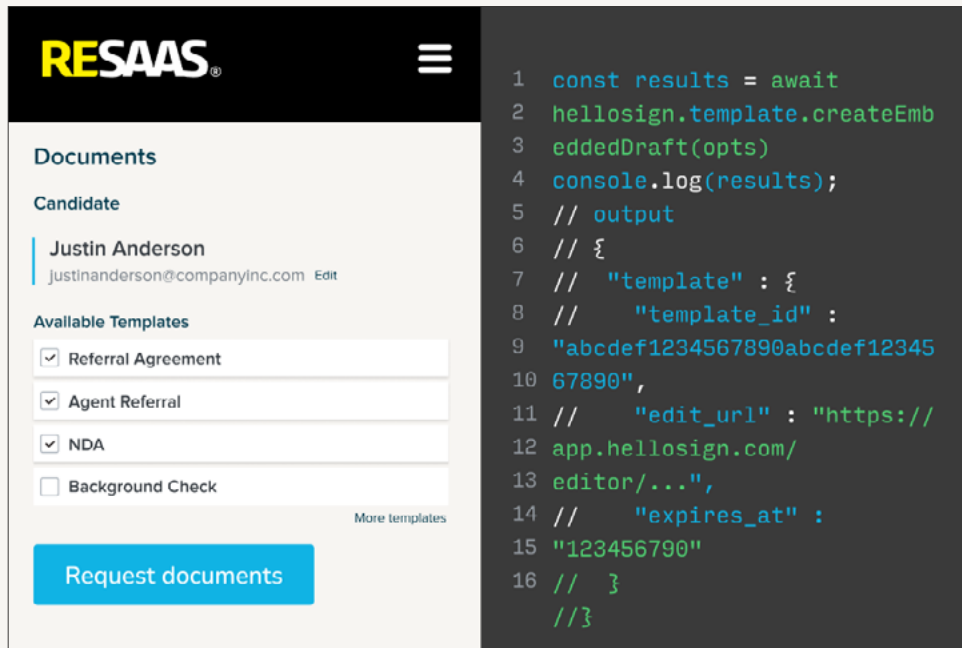 RESAAS®
Documents
Candidate
Justin Anderson
justinanderson@companyinc.com Edit
Available Templates
Referral Agreement
Agent Referral
NDA
Background Check
More templates
Request documents
1 const results = await
2 hellosign.template.createEmb
3 eddedDraft(opts)
4 console.log(results);
5 // output
6 // {
7 // "template" : {
8 // "template_id" :
9 "abcdef1234567890abcdef12345
10 67890",
11 // "edit_url" : "https://
12 app.hellosign.com/
13 editor/...",
14 // "expires_at" :
15 "123456790"
16 // }
//}